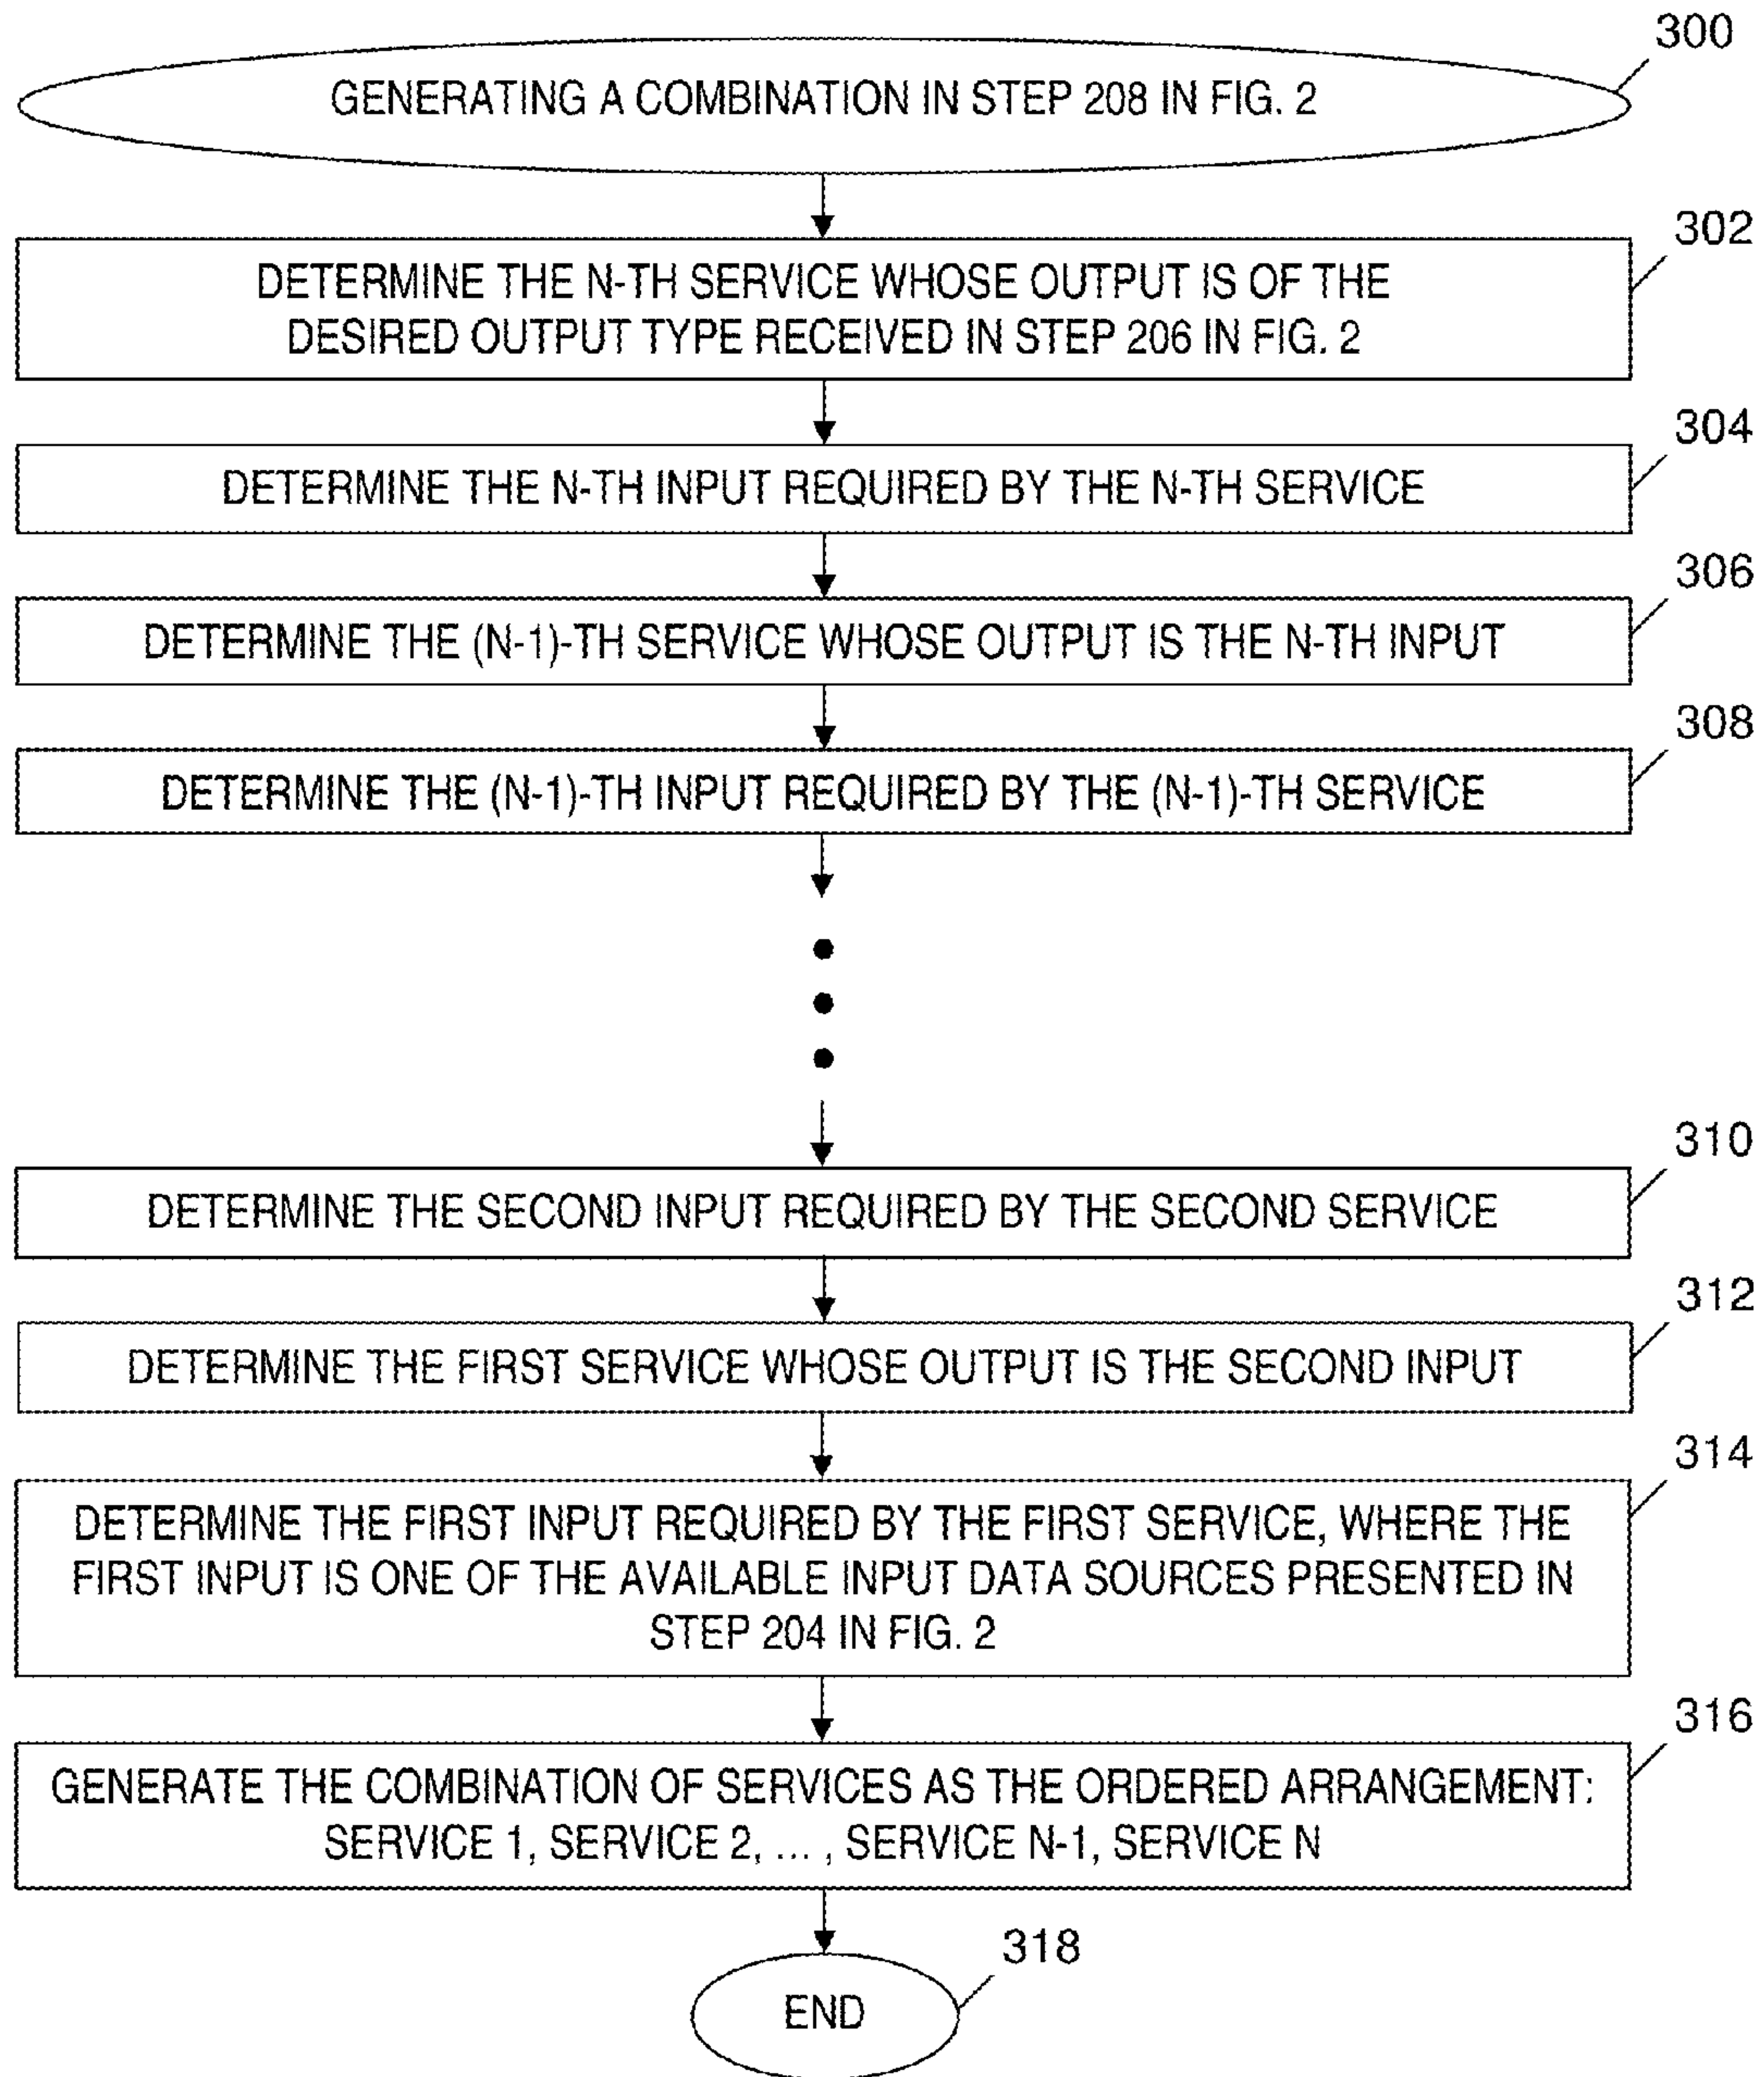 300
GENERATING A COMBINATION IN STEP 208 IN FIG. 2
302
DETERMINE THE N-TH SERVICE WHOSE OUTPUT IS OF THE
DESIRED OUTPUT TYPE RECEIVED IN STEP 206 IN FIG. 2
304
DETERMINE THE N-TH INPUT REQUIRED BY THE N-TH SERVICE
306
DETERMINE THE (N-1)-TH SERVICE WHOSE OUTPUT IS THE N-TH INPUT
308
DETERMINE THE (N-1)-TH INPUT REQUIRED BY THE (N-1)-TH SERVICE
310
DETERMINE THE SECOND INPUT REQUIRED BY THE SECOND SERVICE
312
DETERMINE THE FIRST SERVICE WHOSE OUTPUT IS THE SECOND INPUT
314
DETERMINE THE FIRST INPUT REQUIRED BY THE FIRST SERVICE, WHERE THE
FIRST INPUT IS ONE OF THE AVAILABLE INPUT DATA SOURCES PRESENTED IN
STEP 204 IN FIG. 2
316
GENERATE THE COMBINATION OF SERVICES AS THE ORDERED ARRANGEMENT:
SERVICE 1, SERVICE 2, ... , SERVICE N-1, SERVICE N
318
END